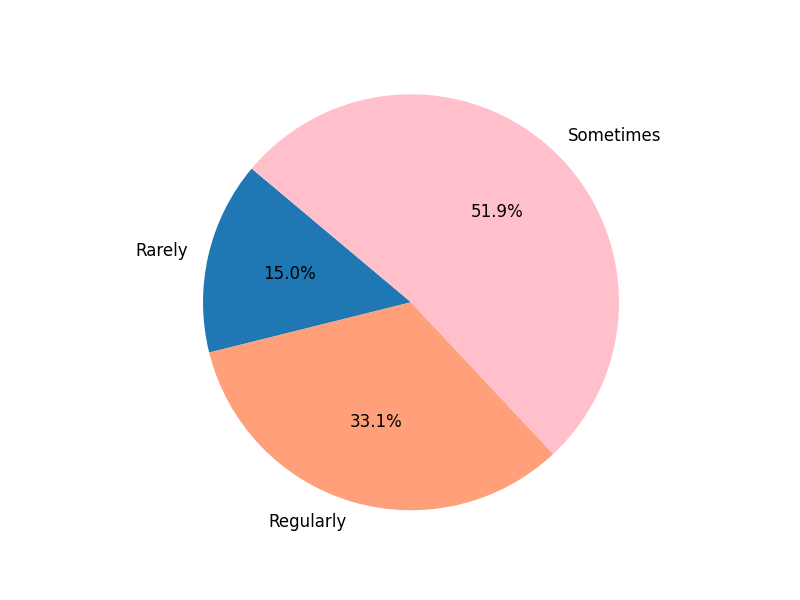 Sometimes
51.9%
Rarely
15.0%
33.1%
Regularly